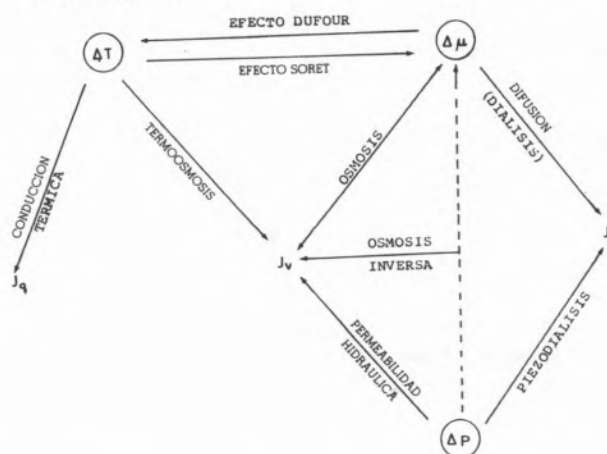 EFECTO DUFOUR
ΔT
Δμ
EFECTO SORET
DIFUSION
(DIALISIS)
TERMOOSMOSIS
OSMOSIS
CONDUCCION
TERMICA
J
Jv
OSMOSIS
INVERSA
Jq
PERMEABILIDAD
HIDRAULICA
PIEZODIALISIS
ΔP